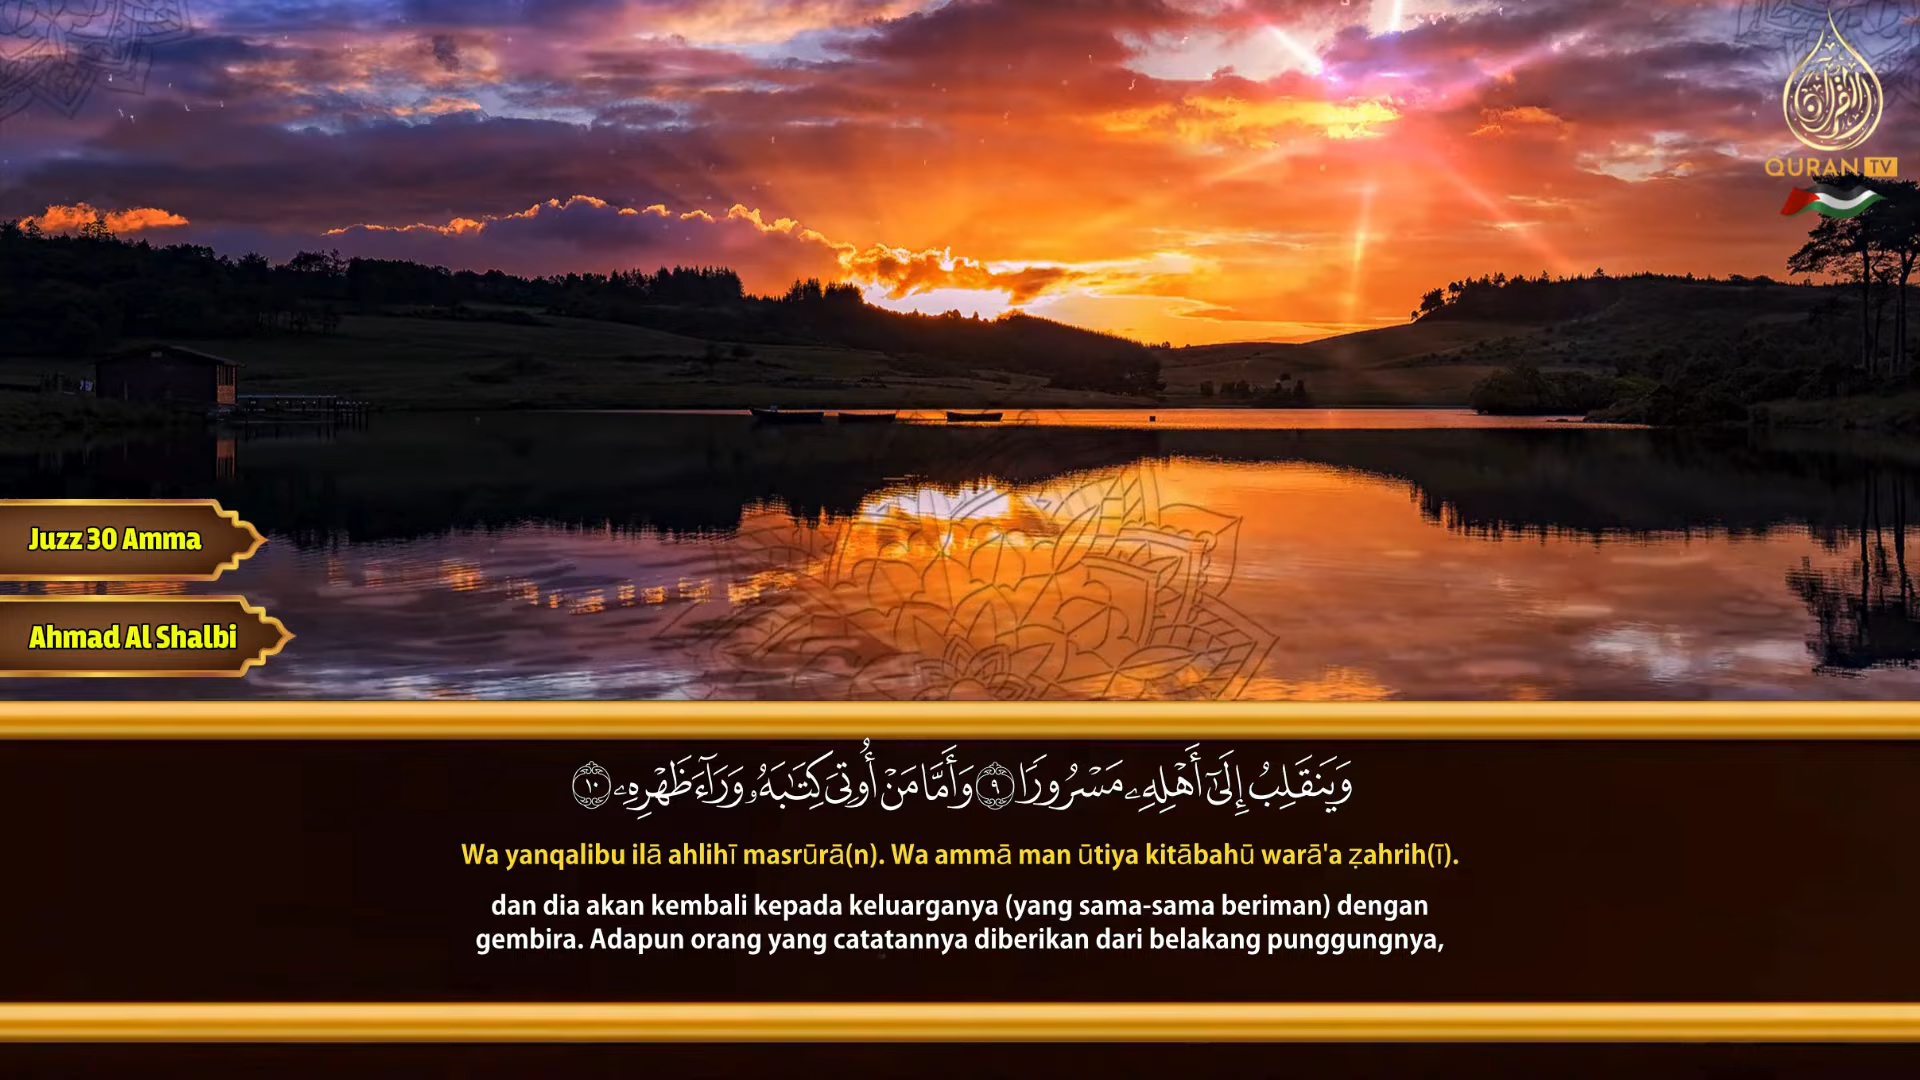 القرآن
QURAN TV
Juzz 30 Amma
Ahmad Al Shalbi
وَيَنقَلِبُ إِلَىٰٓ أَهْلِهِۦ مَسْرُورًا ٩ وَأَمَّا مَنْ أُوتِىَ كِتَـٰبَهُۥ وَرَآءَ ظَهْرِهِۦ ١٠
Wa yanqalibu ilā ahlihī masrūrā(n). Wa ammā man ūtiya kitābahū warā'a ẓahrih(ī).
dan dia akan kembali kepada keluarganya (yang sama-sama beriman) dengan
gembira. Adapun orang yang catatannya diberikan dari belakang punggungnya,